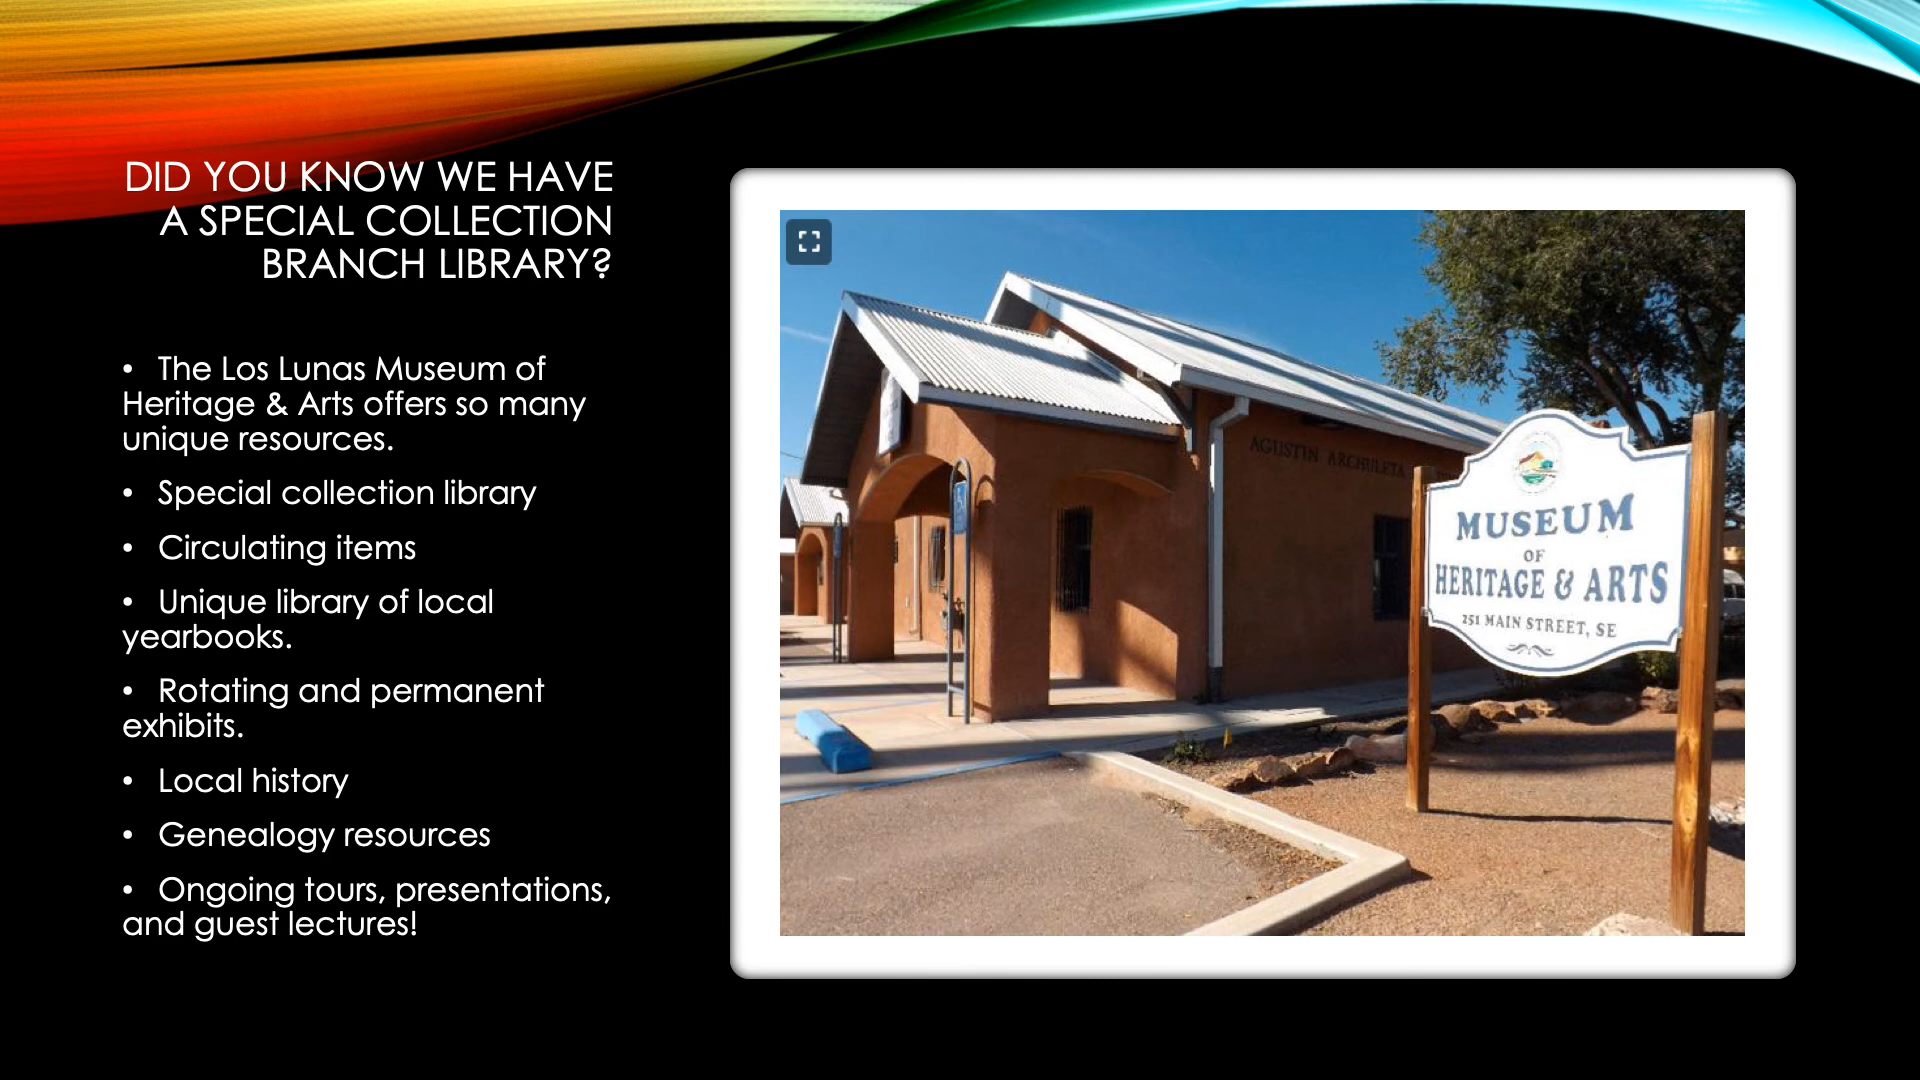 DID YOU KNOW WE HAVE
A SPECIAL COLLECTION
BRANCH LIBRARY?
• The Los Lunas Museum of
Heritage & Arts offers so many
unique resources.
• Special collection library
• Circulating items
• Unique library of local
yearbooks.
• Rotating and permanent
exhibits.
• Local history
• Genealogy resources
• Ongoing tours, presentations,
and guest lectures!
AGUSTIN ARCHULETA
MUSEUM
OF
HERITAGE & ARTS
251 MAIN STREET, SE